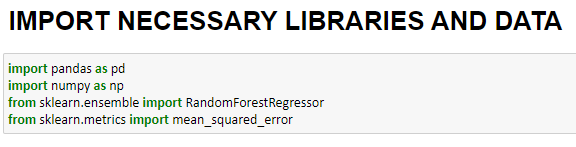 IMPORT NECESSARY LIBRARIES AND DATA
import pandas as pd
import numpy as np
from sklearn.ensemble import RandomForestRegressor
from sklearn.metrics import mean_squared_error